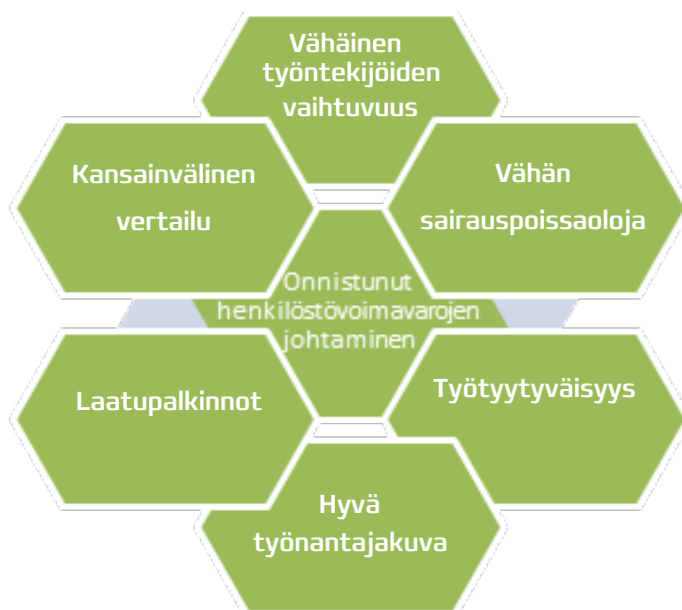 Vähäinen
työntekijöiden
vaihtuvuus
Kansainvälinen
vertailu
Vähän
sairauspoissaoloja
Onnistunut
henkilöstövoimavarojen
johtaminen
Laatupalkinnot
Työtyytyväisyys
Hyvä
työnantajakuva